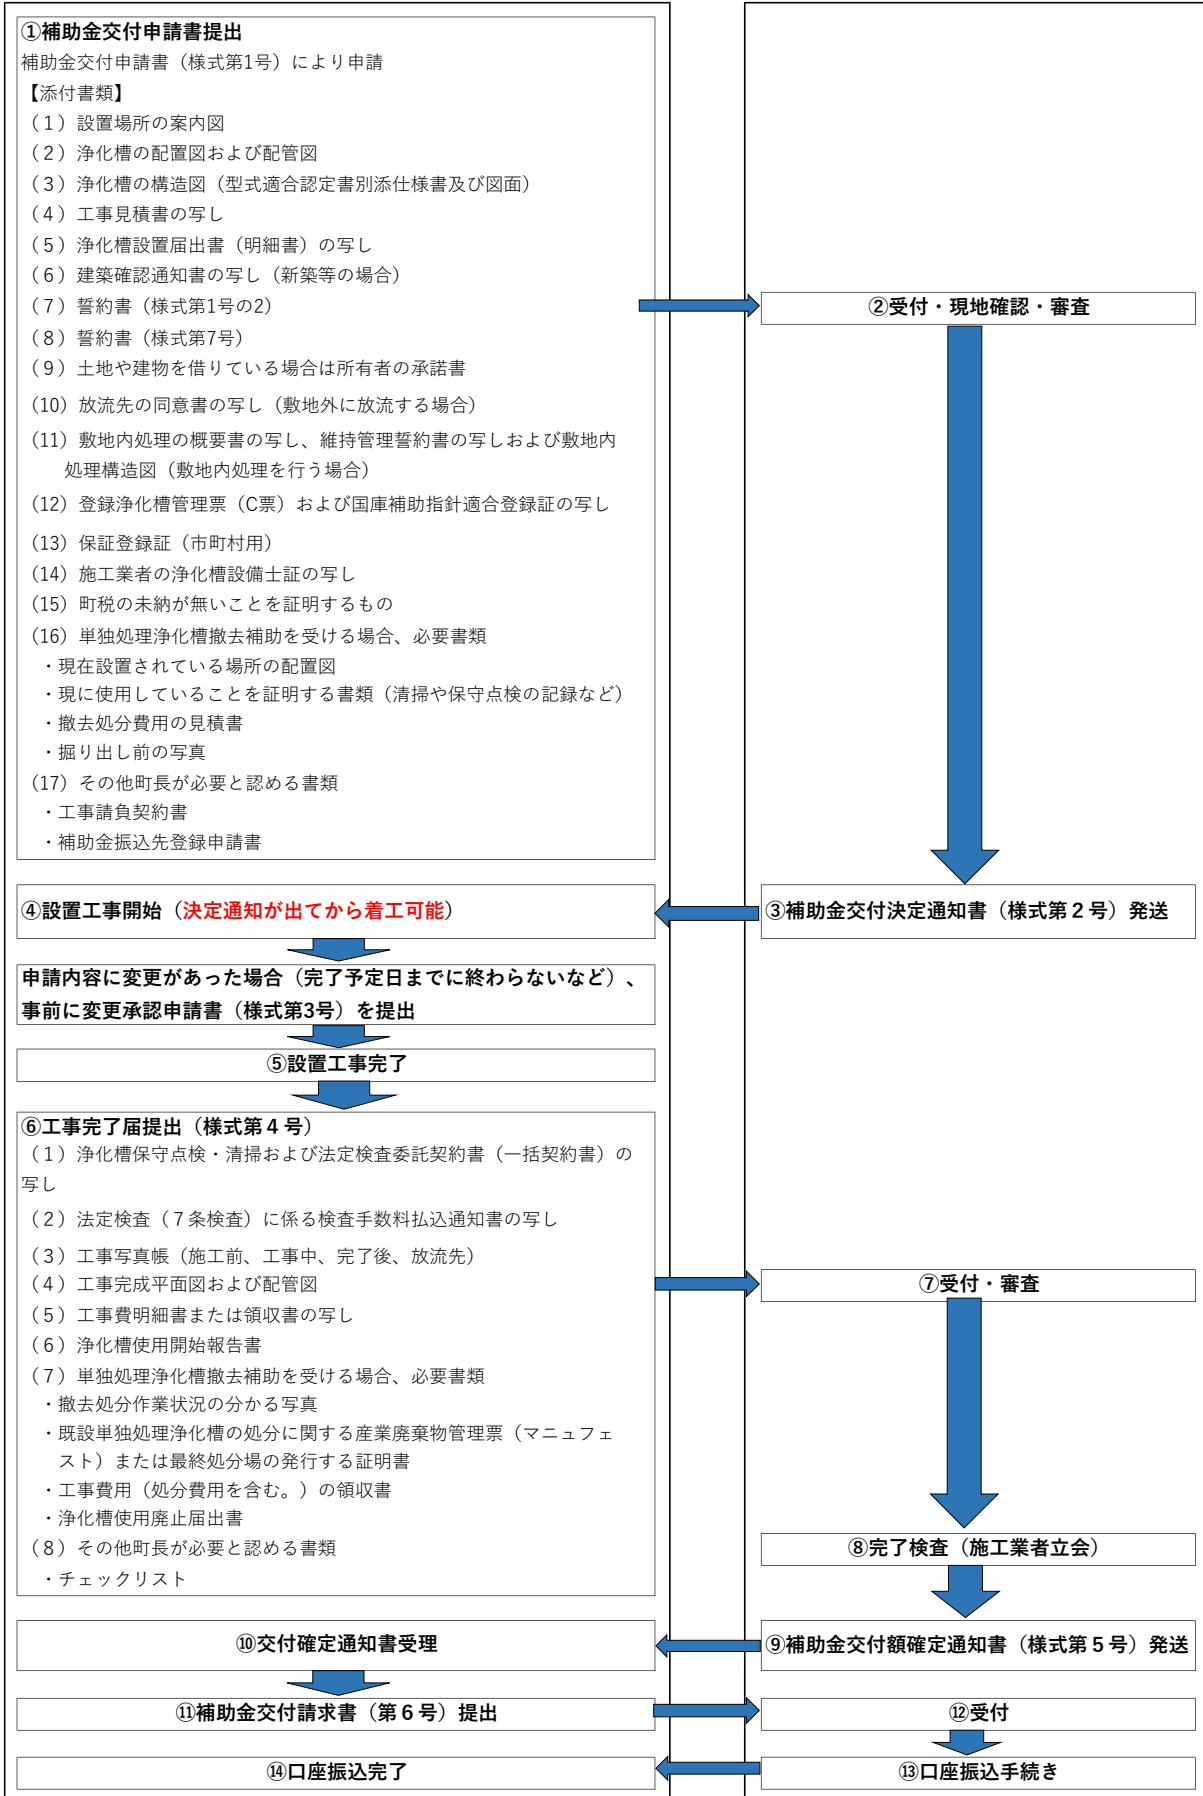 ①補助金交付申請書提出
補助金交付申請書（様式第1号）により申請
【添付書類】
（１）設置場所の案内図
（２）浄化槽の配置図および配管図
（３）浄化槽の構造図（型式適合認定書別添仕様書及び図面）
（４）工事見積書の写し
（５）浄化槽設置届出書（明細書）の写し
（６）建築確認通知書の写し（新築等の場合）
（７）誓約書（様式第1号の2）
（８）誓約書（様式第7号）
（９）土地や建物を借りている場合は所有者の承諾書
（10）放流先の同意書の写し（敷地外に放流する場合）
（11）敷地内処理の概要書の写し、維持管理誓約書の写しおよび敷地内
処理構造図（敷地内処理を行う場合）
（12）登録浄化槽管理票（C票）および国庫補助指針適合登録証の写し
（13）保証登録証（市町村用）
（14）施工業者の浄化槽設備士証の写し
（15）町税の未納が無いことを証明するもの
（16）単独処理浄化槽撤去補助を受ける場合、必要書類
・現在設置されている場所の配置図
・現に使用していることを証明する書類（清掃や保守点検の記録など）
・撤去処分費用の見積書
・掘り出し前の写真
（17）その他町長が必要と認める書類
・工事請負契約書
・補助金振込先登録申請書
②受付・現地確認・審査
③補助金交付決定通知書（様式第２号）発送
④設置工事開始（決定通知が出てから着工可能）
申請内容に変更があった場合（完了予定日までに終わらないなど）、
事前に変更承認申請書（様式第3号）を提出
⑤設置工事完了
⑥工事完了届提出（様式第４号）
（１）浄化槽保守点検・清掃および法定検査委託契約書（一括契約書）の
写し
（２）法定検査（７条検査）に係る検査手数料払込通知書の写し
（３）工事写真帳（施工前、工事中、完了後、放流先）
（４）工事完成平面図および配管図
（５）工事費明細書または領収書の写し
（６）浄化槽使用開始報告書
（７）単独処理浄化槽撤去補助を受ける場合、必要書類
・撤去処分作業状況の分かる写真
・既設単独処理浄化槽の処分に関する産業廃棄物管理票（マニュフェ
スト）または最終処分場の発行する証明書
・工事費用（処分費用を含む。）の領収書
・浄化槽使用廃止届出書
（８）その他町長が必要と認める書類
・チェックリスト
⑦受付・審査
⑧完了検査（施工業者立会）
⑨補助金交付額確定通知書（様式第５号）発送
⑩交付確定通知書受理
⑪補助金交付請求書（第６号）提出
⑫受付
⑬口座振込手続き
⑭口座振込完了